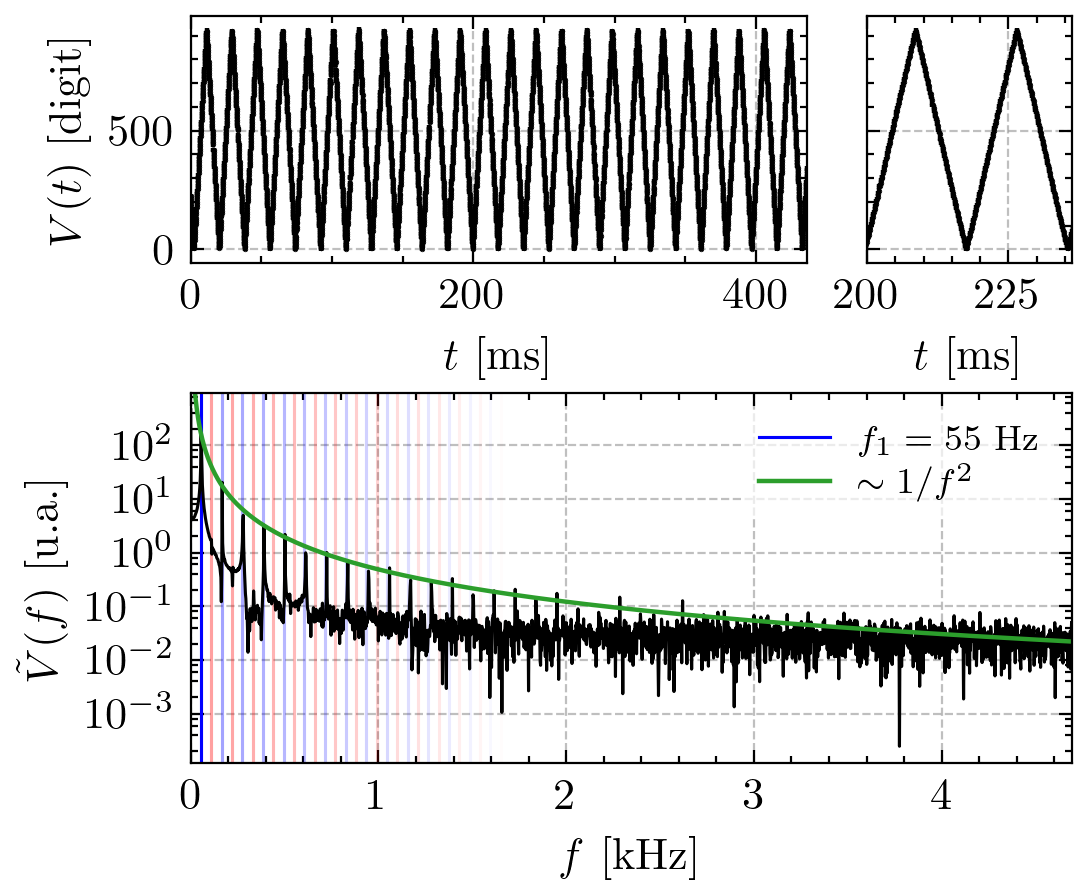 V(t) [digit]
500
0
0 200 400
t [ms]
200 225
t [ms]
Ṽ(f) [u.a.]
10²
10¹
10⁰
10⁻¹
10⁻²
10⁻³
f₁ = 55 Hz
∼ 1/f²
0 1 2 3 4
f [kHz]